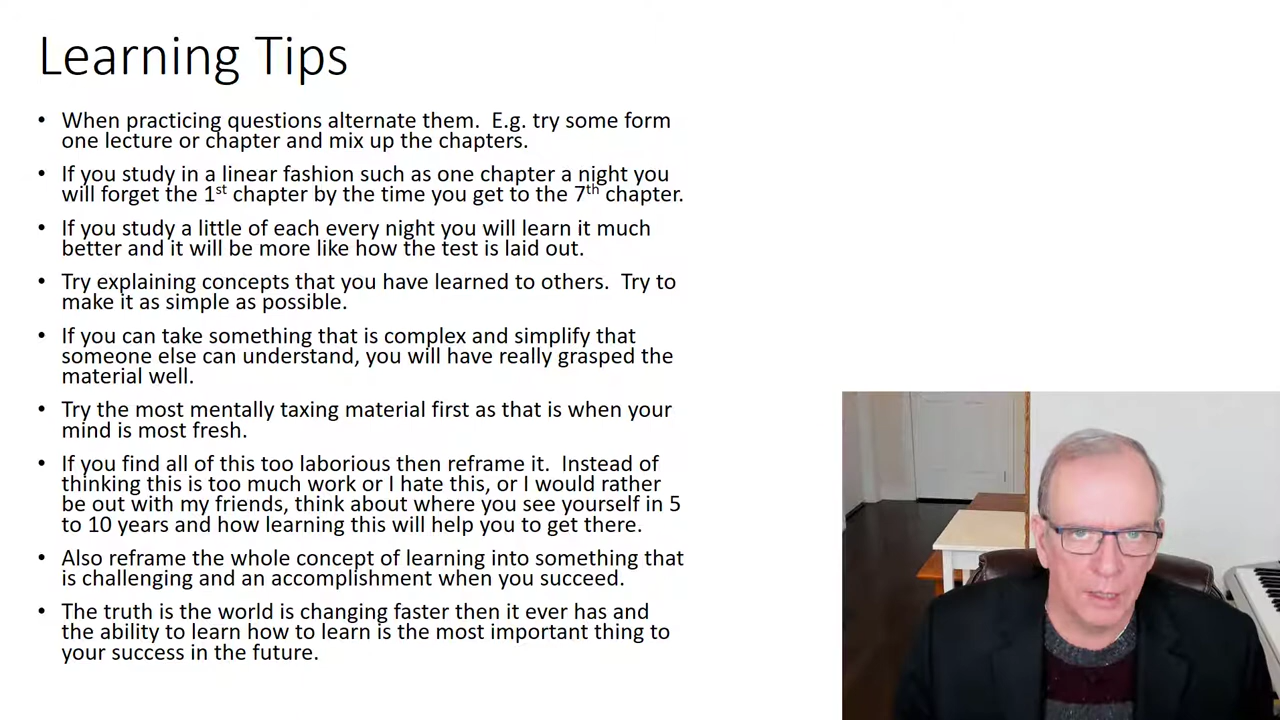 Learning Tips
• When practicing questions alternate them. E.g. try some form
one lecture or chapter and mix up the chapters.
• If you study in a linear fashion such as one chapter a night you
will forget the 1st chapter by the time you get to the 7th chapter.
• If you study a little of each every night you will learn it much
better and it will be more like how the test is laid out.
• Try explaining concepts that you have learned to others. Try to
make it as simple as possible.
• If you can take something that is complex and simplify that
someone else can understand, you will have really grasped the
material well.
• Try the most mentally taxing material first as that is when your
mind is most fresh.
• If you find all of this too laborious then reframe it. Instead of
thinking this is too much work or I hate this, or I would rather
be out with my friends, think about where you see yourself in 5
to 10 years and how learning this will help you to get there.
• Also reframe the whole concept of learning into something that
is challenging and an accomplishment when you succeed.
• The truth is the world is changing faster then it ever has and
the ability to learn how to learn is the most important thing to
your success in the future.